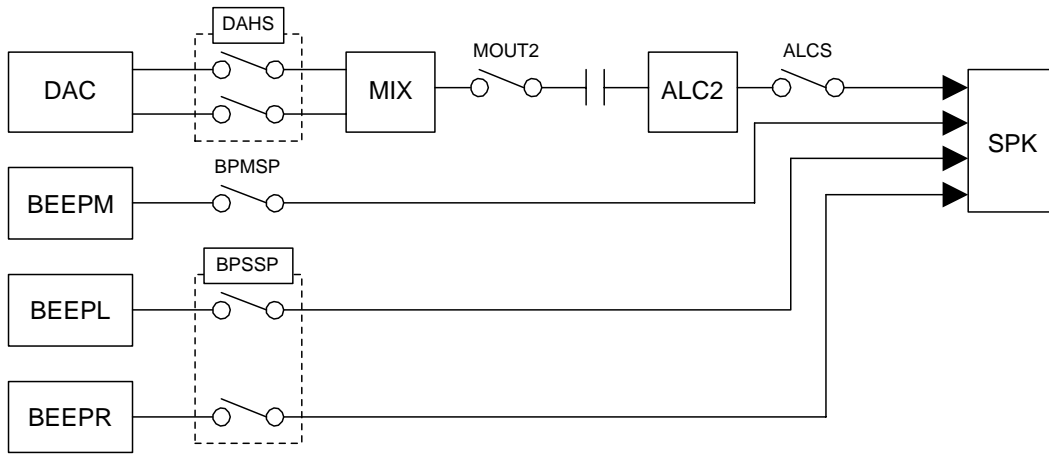 DAHS
MOUT2
ALCS
DAC
MIX
ALC2
SPK
BPMSP
BEEPM
BPSSP
BEEPL
BEEPR